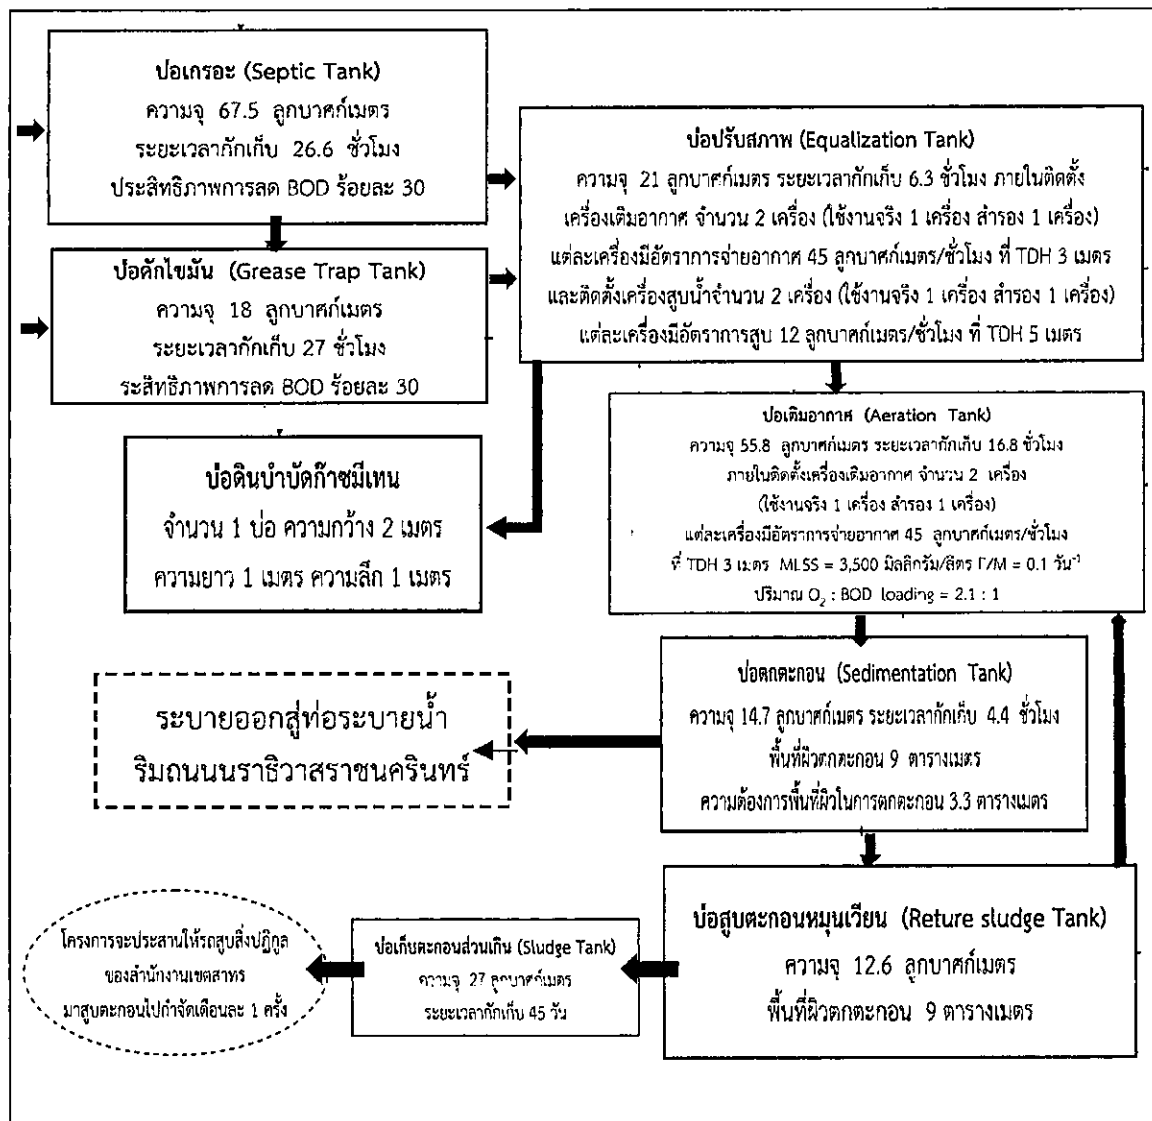 บ่อเกรอะ (Septic Tank)
ความจุ 67.5 ลูกบาศก์เมตร
ระยะเวลากักเก็บ 26.6 ชั่วโมง
ประสิทธิภาพการลด BOD ร้อยละ 30
บ่อดักไขมัน (Grease Trap Tank)
ความจุ 18 ลูกบาศก์เมตร
ระยะเวลากักเก็บ 27 ชั่วโมง
ระสิทธิภาพการลด BOD ร้อยละ 30
บ่อปรับสภาพ (Equalization Tank)
ความจุ 21 ลูกบาศก์เมตร ระยะเวลากักเก็บ 6.3 ชั่วโมง ภายในติดตั้ง
เครื่องเติมอากาศ จำนวน 2 เครื่อง (ใช้งานจริง 1 เครื่อง สำรอง 1 เครื่อง)
แต่ละเครื่องมีอัตราการจ่ายอากาศ 45 ลูกบาศก์เมตร/ชั่วโมง ที่ TDH 3 เมตร
และติดตั้งเครื่องสูบน้ำจำนวน 2 เครื่อง (ใช้งานจริง 1 เครื่อง สำรอง 1 เครื่อง)
แต่ละเครื่องมีอัตราการสูบ 12 ลูกบาศก์เมตร/ชั่วโมง ที่ TDH 5 เมตร
บ่อดินบำบัดก๊าซมีเทน
จำนวน 1 บ่อ ความกว้าง 2 เมตร
ความยาว 1 เมตร ความลึก 1 เมตร
บ่อเติมอากาศ (Aeration Tank)
ความจุ 55.8 ลูกบาศก์เมตร ระยะเวลากักเก็บ 16.8 ชั่วโมง
ภายในติดตั้งเครื่องเติมอากาศ จำนวน 2 เครื่อง
(ใช้งานจริง 1 เครื่อง สำรอง 1 เครื่อง)
แต่ละเครื่องมีอัตราการจ่ายอากาศ 45 ลูกบาศก์เมตร/ชั่วโมง
ที่ TDH 3 เมตร MLSS = 3,500 มิลลิกรัม/ลิตร F/M = 0.1 วัน⁻¹
ปริมาณ O₂ : BOD loading = 2.1 : 1
บ่อตกตะกอน (Sedimentation Tank)
ความจุ 14.7 ลูกบาศก์เมตร ระยะเวลากักเก็บ 4.4 ชั่วโมง
พื้นที่ผิวตกตะกอน 9 ตารางเมตร
ความต้องการพื้นที่ผิวในการตกตะกอน 3.3 ตารางเมตร
ระบายออกสู่ท่อระบายน้ำ
ริมถนนนราธิวาสราชนครินทร์
บ่อสูบตะกอนหมุนเวียน (Reture sludge Tank)
ความจุ 12.6 ลูกบาศก์เมตร
พื้นที่ผิวตกตะกอน 9 ตารางเมตร
บ่อเก็บตะกอนส่วนเกิน (Sludge Tank)
ความจุ 27 ลูกบาศก์เมตร
ระยะเวลากักเก็บ 45 วัน
โครงการจะประสานให้รถสูบสิ่งปฏิกูล
ของสำนักงานเขตสาทร
มาสูบตะกอนไปกำจัดเดือนละ 1 ครั้ง